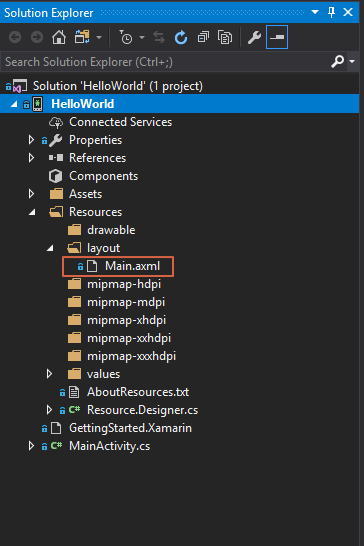 Solution Explorer
Search Solution Explorer (Ctrl+;)
Solution 'HelloWorld' (1 project)
HelloWorld
Connected Services
Properties
References
Components
Assets
Resources
drawable
layout
Main.axml
mipmap-hdpi
mipmap-mdpi
mipmap-xhdpi
mipmap-xxhdpi
mipmap-xxxhdpi
values
AboutResources.txt
C# Resource.Designer.cs
GettingStarted.Xamarin
C# MainActivity.cs